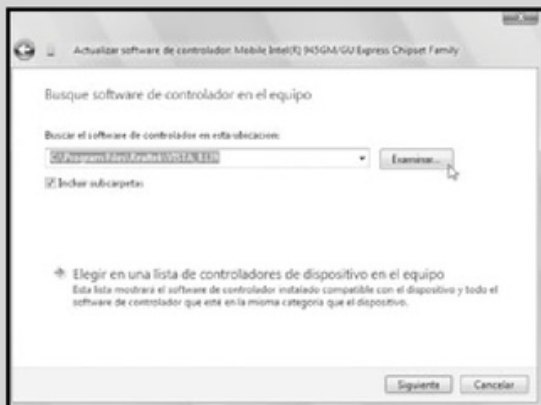 Actualizar software de controlador: Mobile Intel(R) 945GM/GU Express Chipset Family
Busque software de controlador en el equipo
Buscar el software de controlador en esta ubicación:
Examinar...
Incluir subcarpetas
Elegir en una lista de controladores de dispositivo en el equipo
Esta lista mostrará el software de controlador instalado compatible con el dispositivo y todo el
software de controlador que esté en la misma categoría que el dispositivo.
Siguiente Cancelar